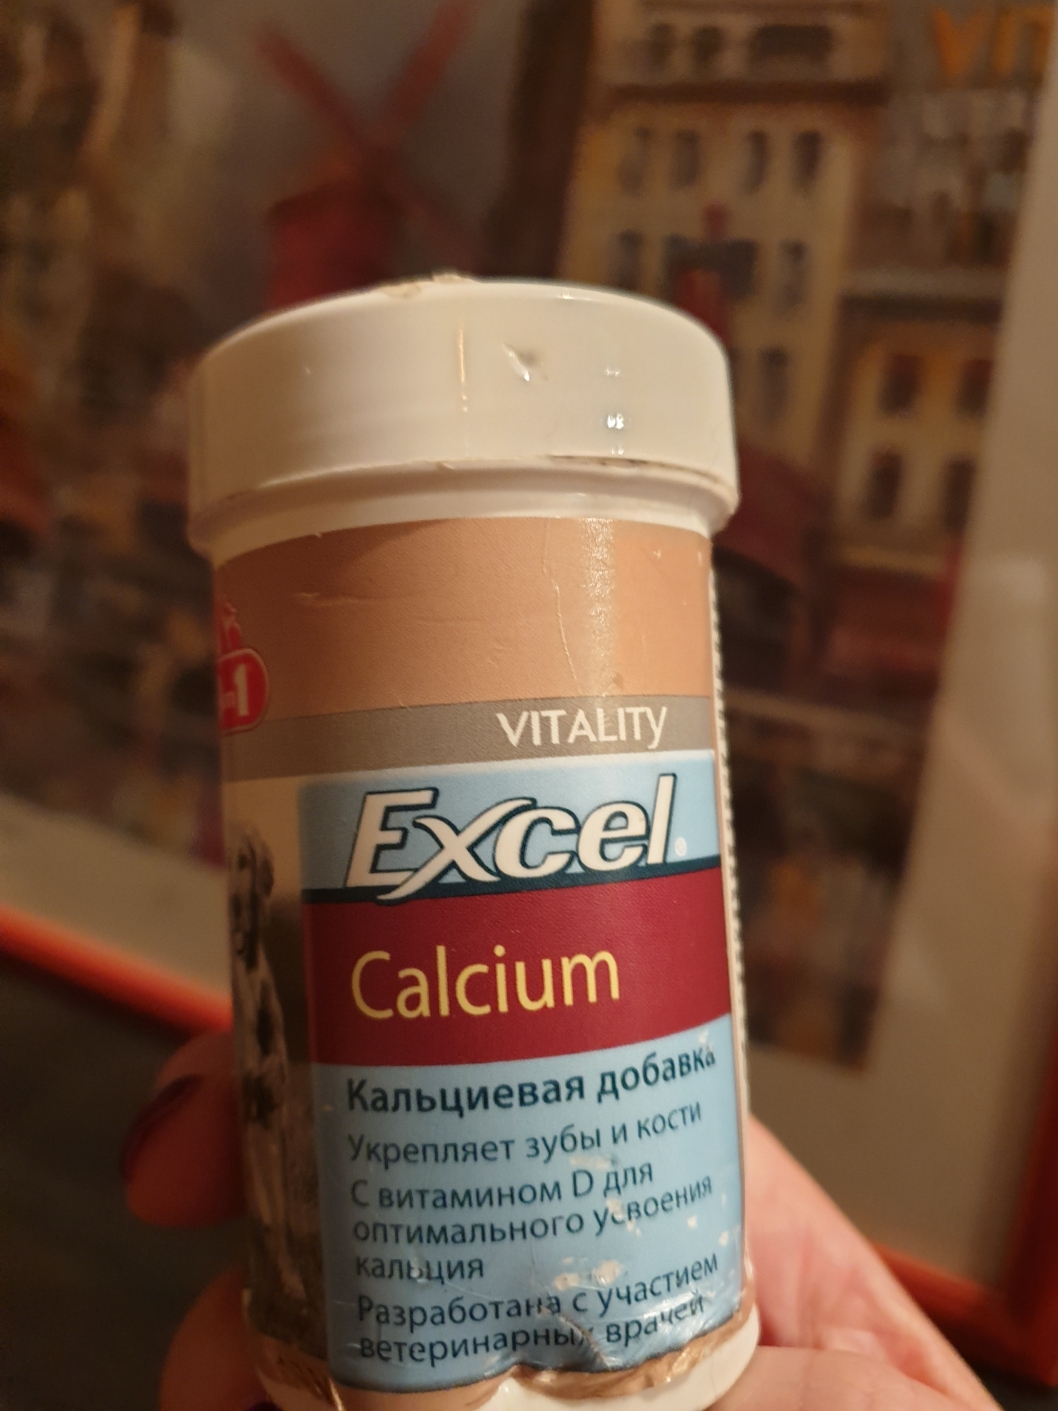 VITALITY
Excel®
Calcium
Кальциевая добавка
Укрепляет зубы и кости
С витамином D для
оптимального усвоения
кальция
Разработана с участием
ветеринарных врачей